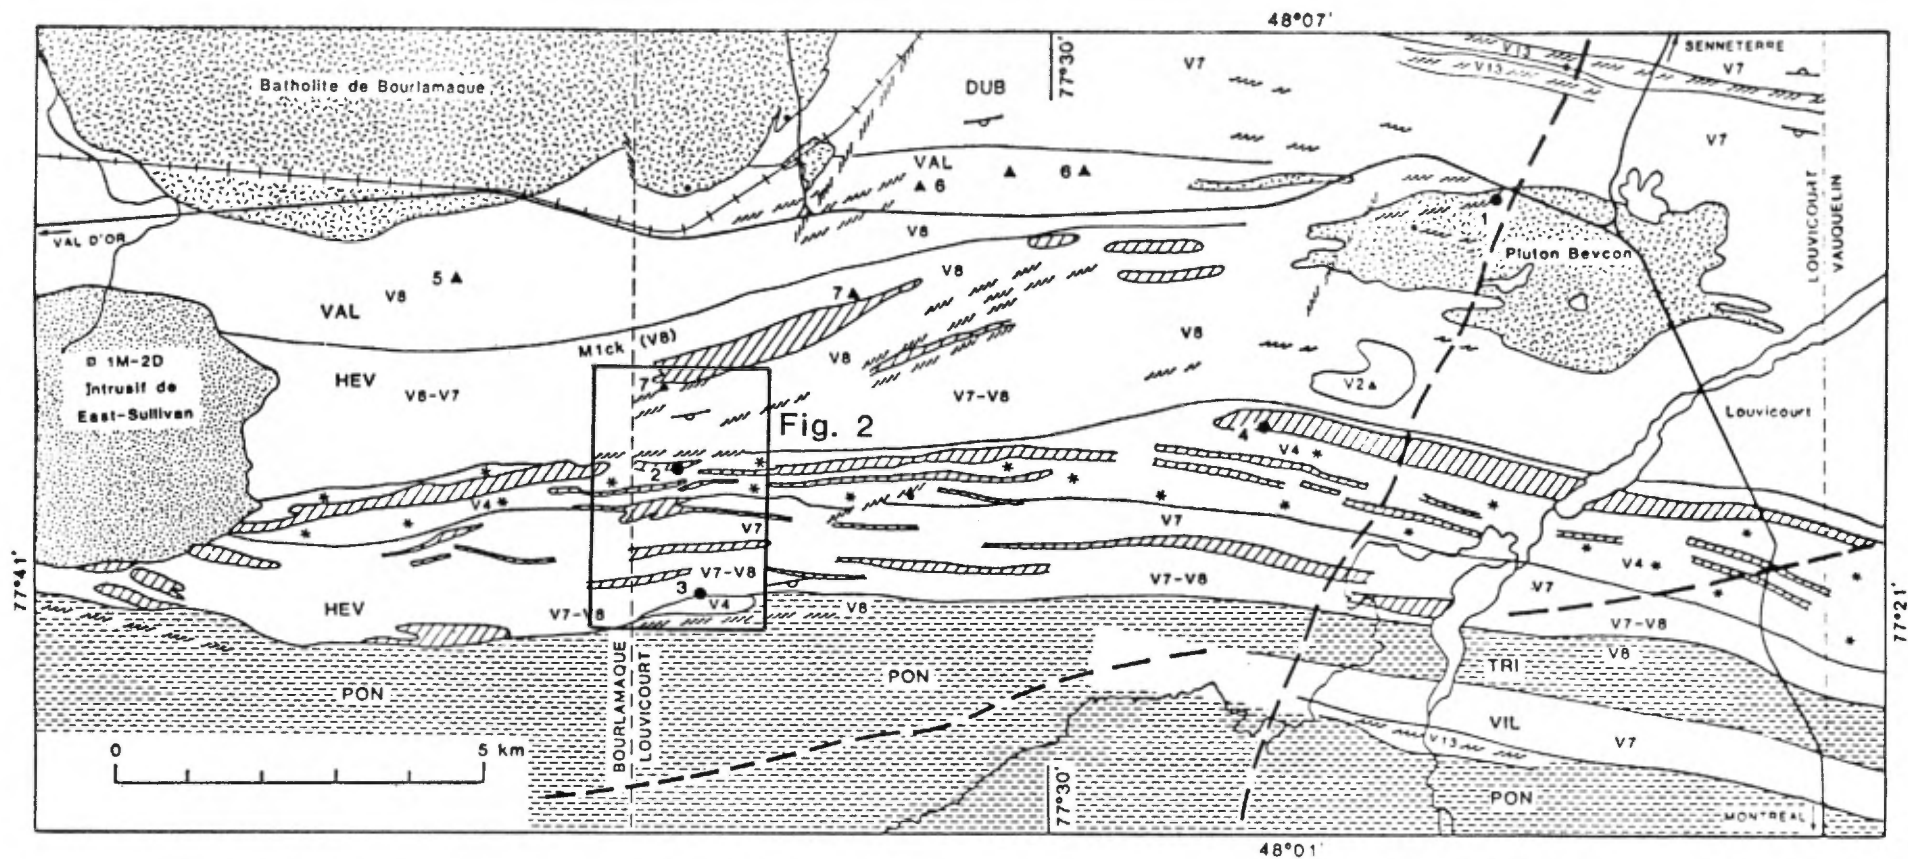 48°07'
Batholite de Bourlamaque
DUB
77°30'
V7
V13
V13
SENNETERRE
V7
V7
VAL
6
6
LOUVICOURT
VAUQUELIN
1
VAL D'OR
V8
Pluton Bevcon
5
V8
V8
VAL
7
M1ck (V8)
V8
V8
1M-2D
Intrusif de
East-Sullivan
HEV
V8-V7
7
V7-V8
V2
Louvicourt
Fig. 2
4
V4
2
V4
V7
V7
77°41'
V4
V7
V7-V8
V7-V8
3
V4
HEV
V7-V8
V8
V7-V8
77°21'
V8
TRI
PON
BOURLAMAQUE
LOUVICOURT
PON
VIL
V7
V13
0
5 km
77°30'
PON
MONTREAL
48°01'